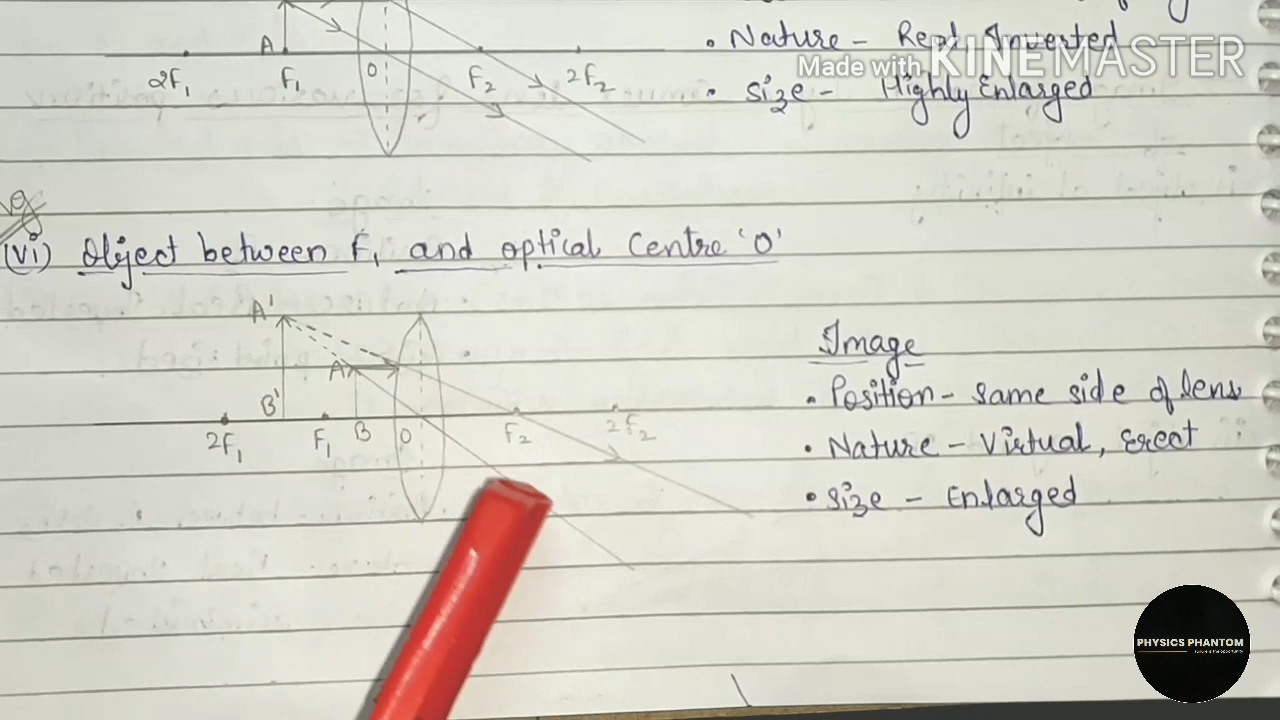 • Nature - Real, Inverted
Made with KINEMASTER
A
2F₁ F₁ O F₂ 2F₂
• Size - Highly Enlarged
(vi) Object between F₁ and optical Centre 'O'
A'
A
B'
2F₁ F₁ B O F₂ 2F₂
Image
• Position - Same side of lens
• Nature - Virtual, Erect
• Size - Enlarged
PHYSICS PHANTOM